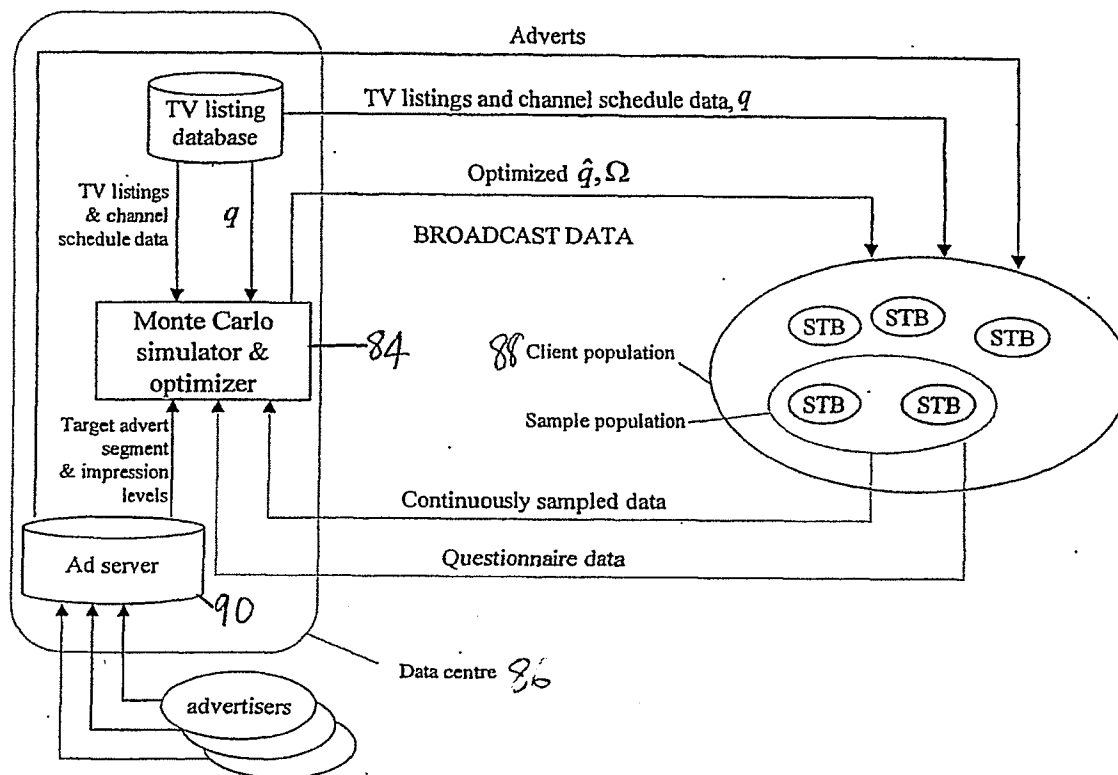 Adverts
TV listing
database
TV listings and channel schedule data, q
TV listings
& channel
schedule data
q
Optimized q̂, Ω
BROADCAST DATA
Monte Carlo
simulator &
optimizer
84
88 Client population
STB
STB
STB
Sample population
STB
STB
Target advert
segment
& impression
levels
Continuously sampled data
Ad server
Questionnaire data
90
Data centre 86
advertisers